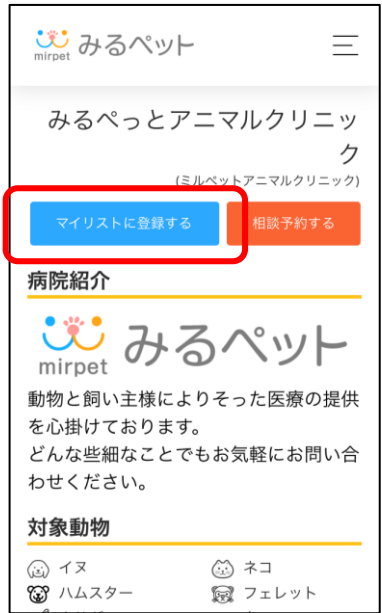 みるペット
mirpet
みるぺっとアニマルクリニッ
ク
(ミルペットアニマルクリニック)
マイリストに登録する 相談予約する
病院紹介
みるペット
mirpet
動物と飼い主様によりそった医療の提供
を心掛けております。
どんな些細なことでもお気軽にお問い合
わせください。
対象動物
イヌ ネコ
ハムスター フェレット